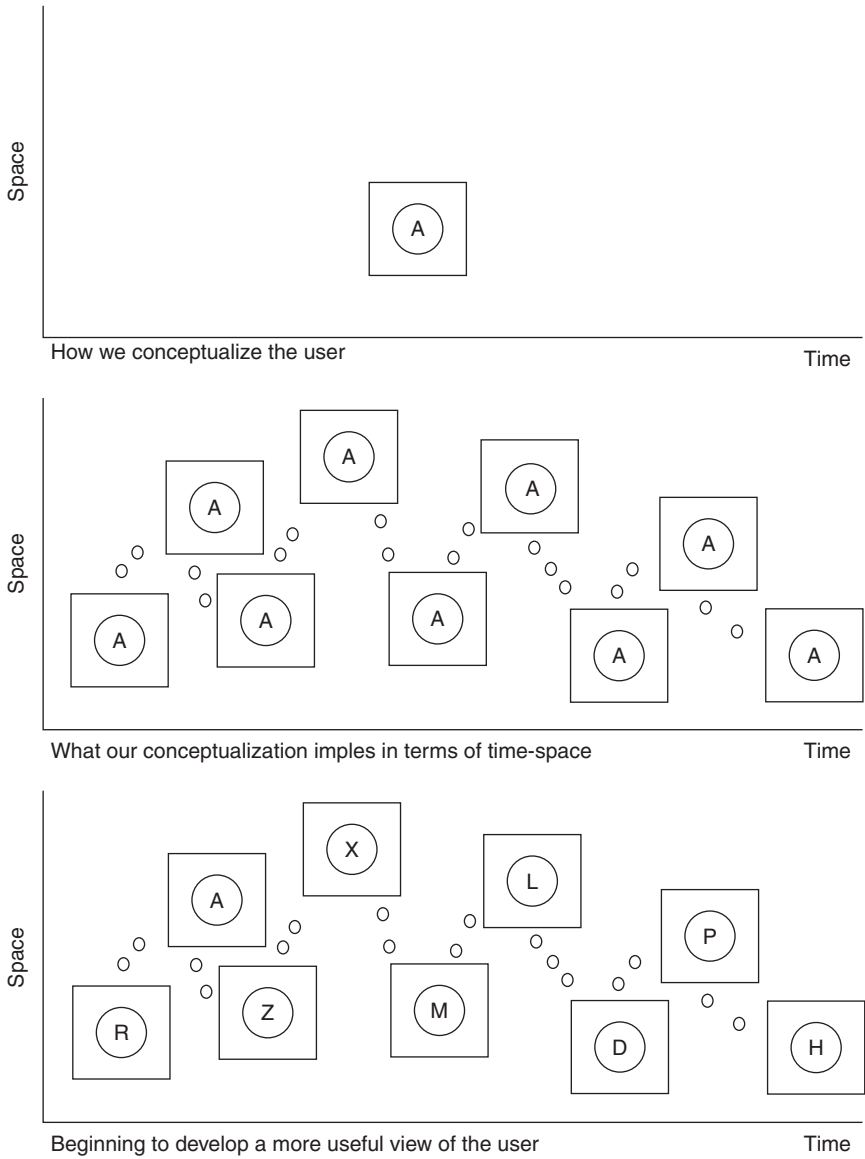 Space
A
How we conceptualize the user
Time
Space
A
A
A
A
A
A
A
A
A
What our conceptualization imples in terms of time-space
Time
Space
X
L
A
P
Z
M
R
D
H
Beginning to develop a more useful view of the user
Time